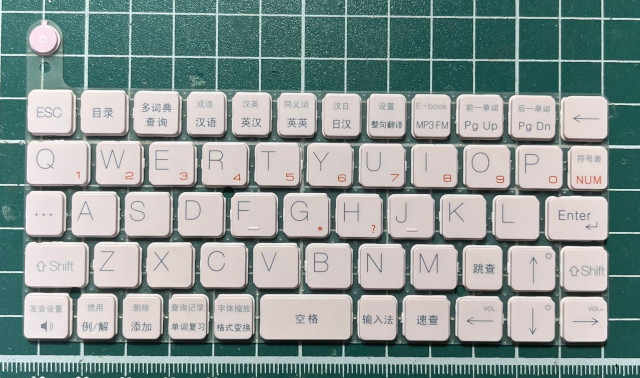 成语 汉英 同义词 汉日 设置 E-book 前一单词 后一单词
ESC 目录 多词典查询 汉语 英汉 英英 日汉 整句翻译 MP3 FM Pg Up Pg Dn ←
Q 1 W 2 E 3 R 4 T 5 Y 6 U 7 I 8 O 9 P 0 符号表 NUM
... A S D F G * H ? J K L Enter ↵
⇧Shift Z X C V B N M 跳查 ↑ ⇧Shift
发音设置 惯用 删除 查询记录 字体缩放 VOL- VOL+
例/解 添加 单词复习 格式变换 空格 输入法 速查 ← ↓ →